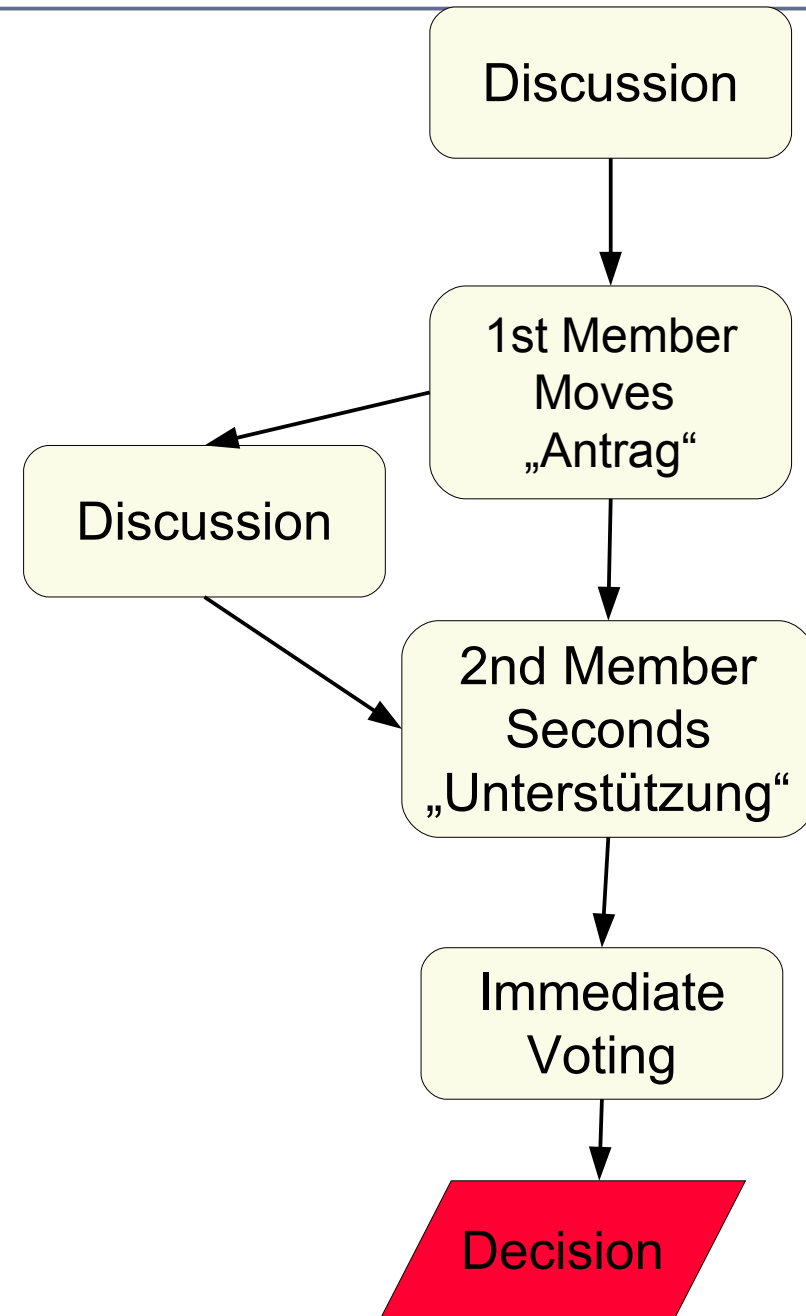 Discussion
1st Member
Moves
„Antrag“
Discussion
2nd Member
Seconds
„Unterstützung“
Immediate
Voting
Decision